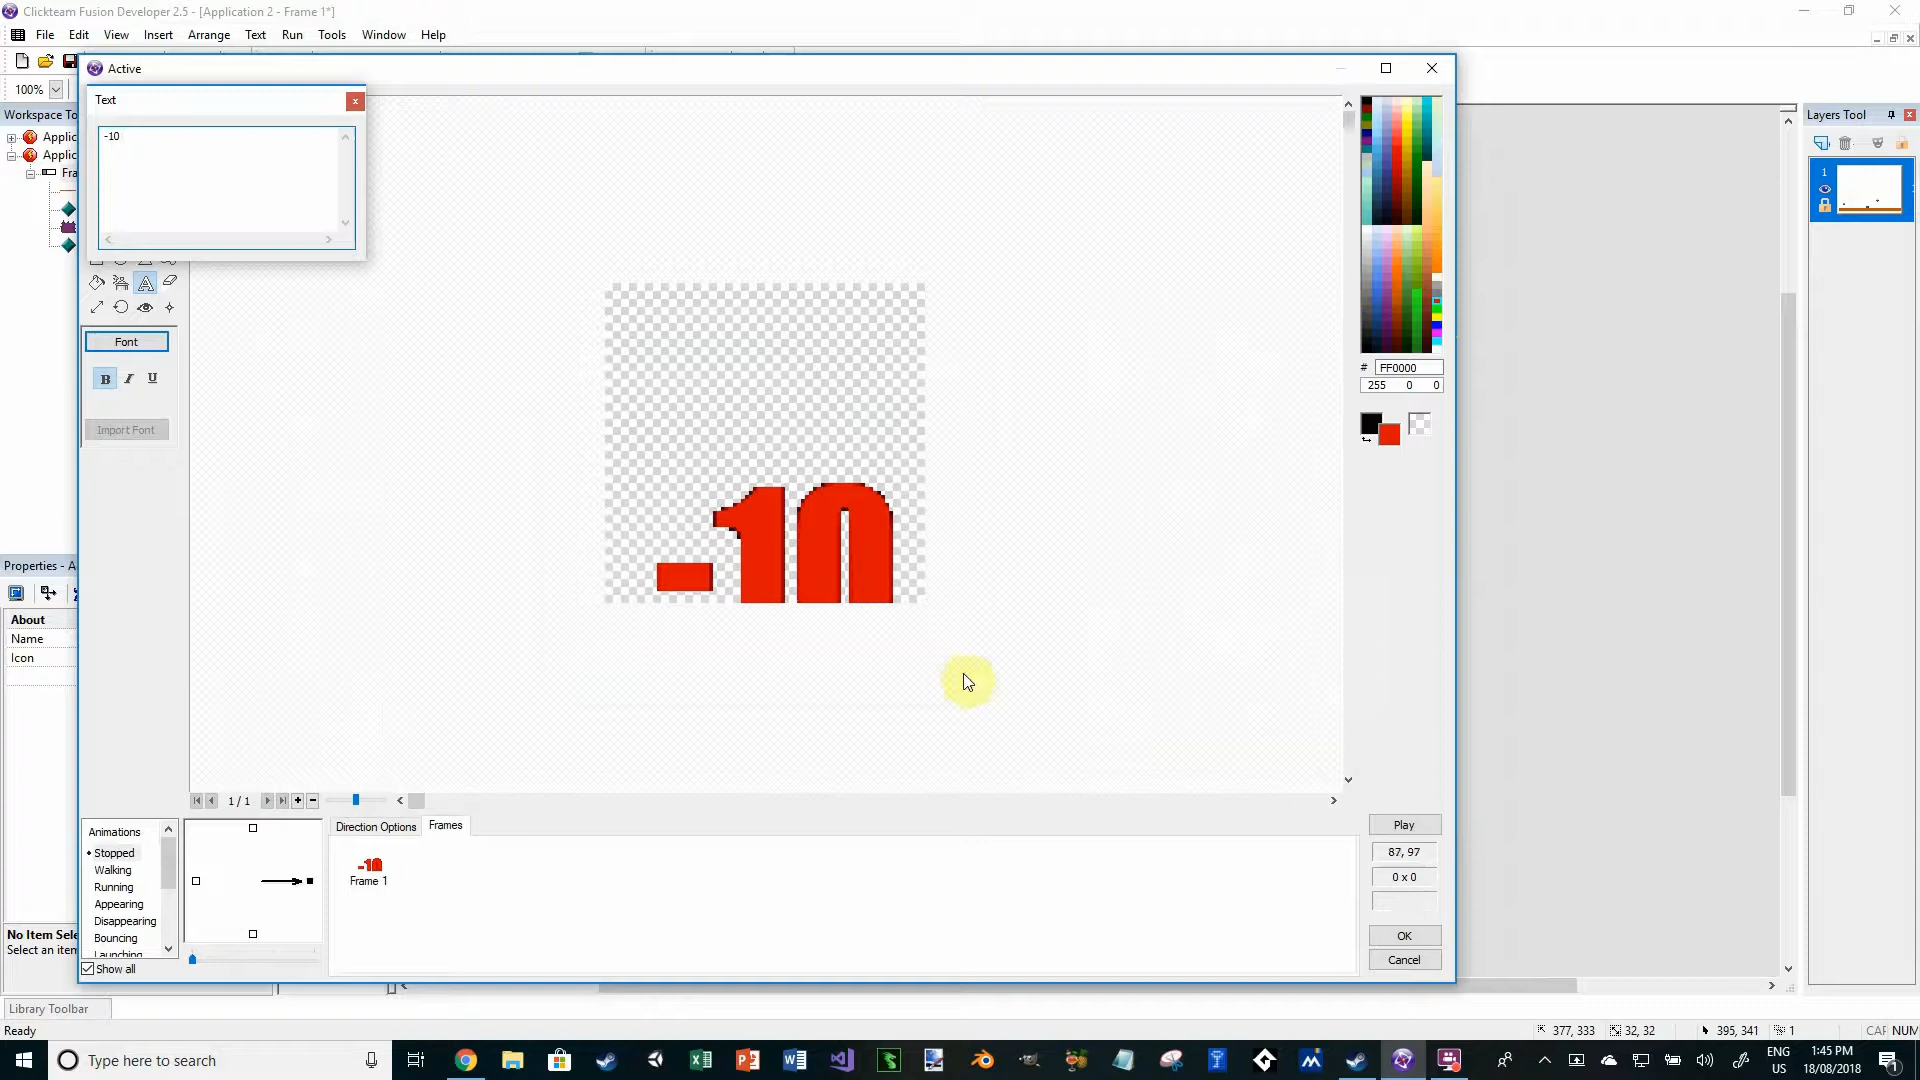 Clickteam Fusion Developer 2.5 - [Application 2 - Frame 1*]
File Edit View Insert Arrange Text Run Tools Window Help
Active
100%
Text
-10
Workspace To
Applic
Applic
Fra
Layers Tool
1
Font
B I U
Import Font
-10
# FF0000
255 0 0
Properties - A
About
Name
Icon
No Item Sele
Select an item
1 / 1
Animations
Stopped
Walking
Running
Appearing
Disappearing
Bouncing
Launching
Show all
Direction Options Frames
-10
Frame 1
Play
87, 97
0 x 0
OK
Cancel
Library Toolbar
Ready
377, 333 32, 32 395, 341 1 CAP NUM
Type here to search
ENG
US
1:45 PM
18/08/2018
1